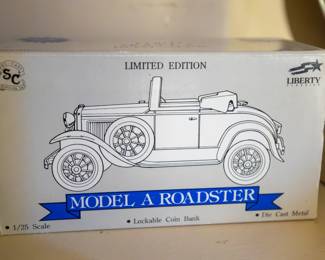 SC
LIMITED EDITION
LIBERTY
MODEL A ROADSTER
• 1/25 Scale
• Lockable Coin Bank
• Die Cast Metal